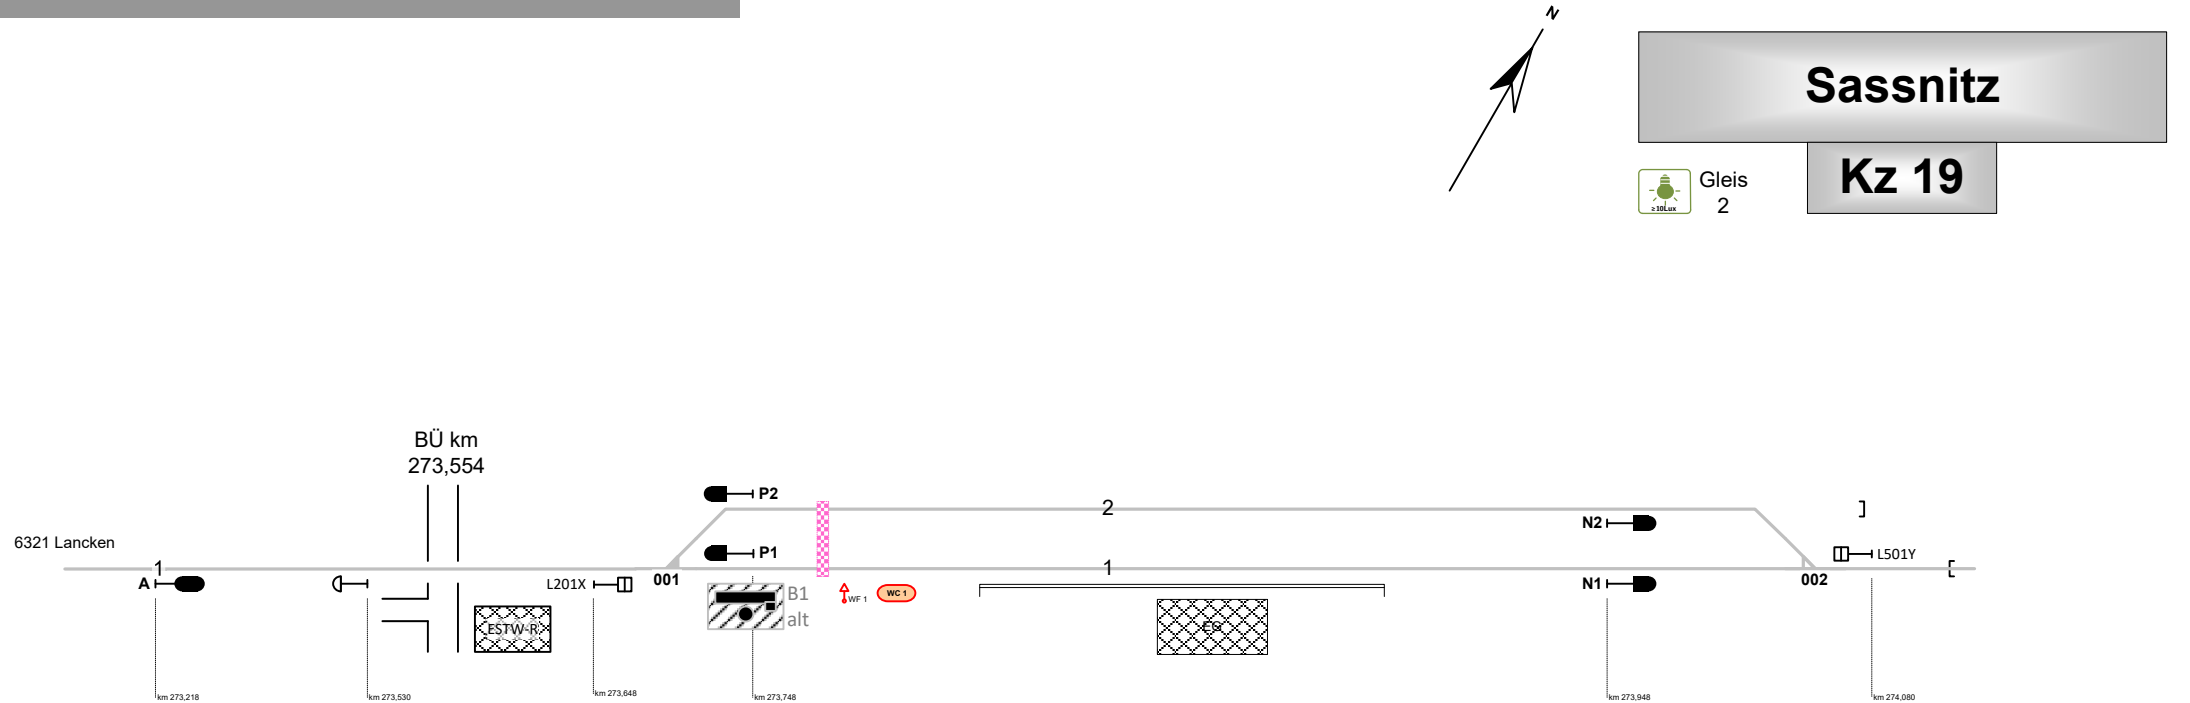 N
Sassnitz
Kz 19
≥ 10Lux
Gleis
2
BÜ km
273,554
6321 Lancken
1
A
L201X
001
P2
P1
2
1
N2
N1
002
L501Y
ESTW-R
B1
alt
WF 1
WC 1
EG
km 273,218
km 273,530
km 273,648
km 273,748
km 273,948
km 274,080